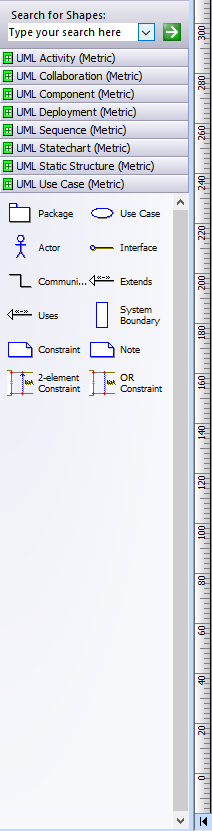 Search for Shapes:
Type your search here
UML Activity (Metric)
UML Collaboration (Metric)
UML Component (Metric)
UML Deployment (Metric)
UML Sequence (Metric)
UML Statechart (Metric)
UML Static Structure (Metric)
UML Use Case (Metric)
Package
Use Case
Actor
Interface
Communi...
Extends
Uses
System
Boundary
Constraint
Note
2-element
Constraint
OR
Constraint
300
280
260
240
220
200
180
160
140
120
100
80
60
40
20
0